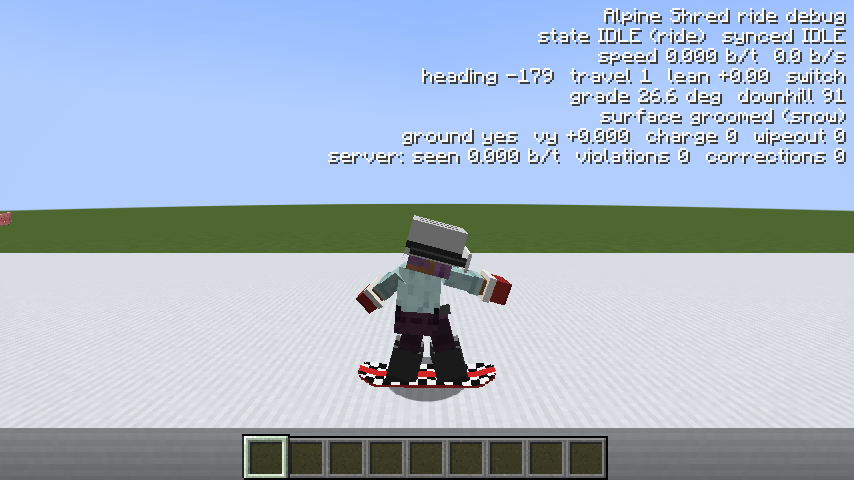 Alpine Shred ride debug
state IDLE (ride) synced IDLE
speed 0.000 b/t 0.0 b/s
heading -179 travel 1 lean +0.00 switch
grade 26.6 deg downhill 91
surface groomed (snow)
ground yes vy +0.000 charge 0 wipeout 0
server: seen 0.000 b/t violations 0 corrections 0